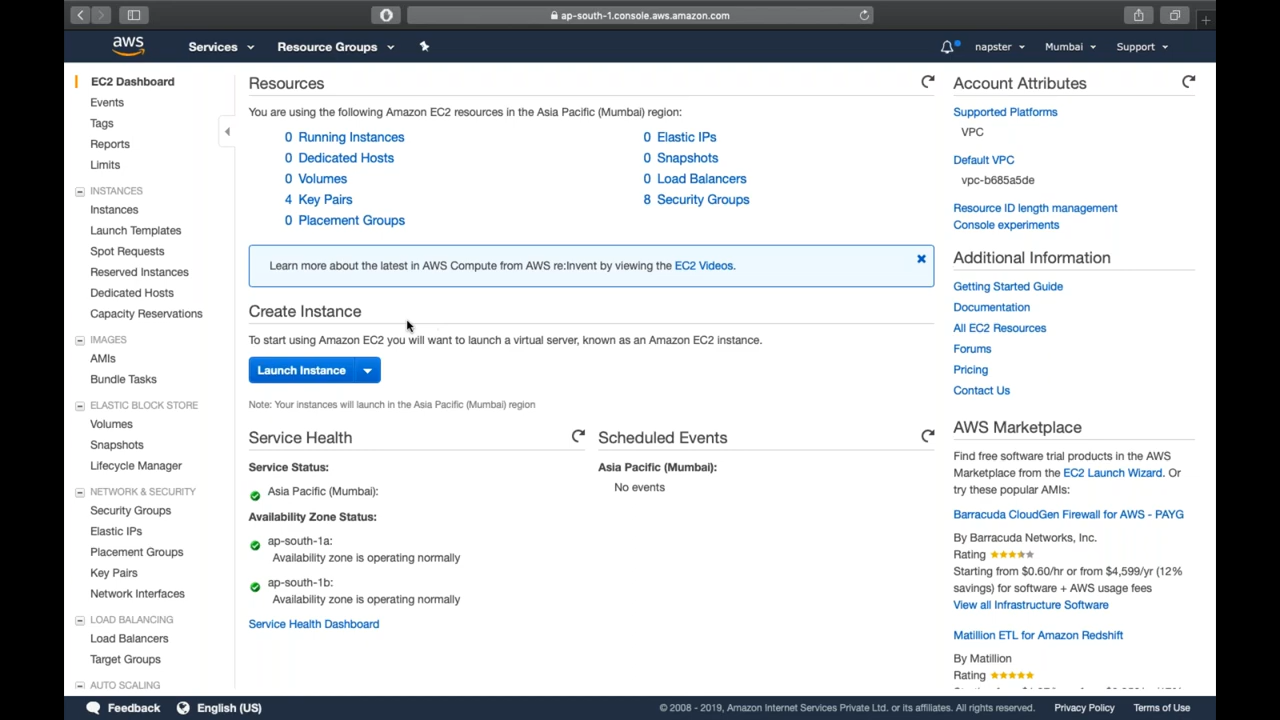 ap-south-1.console.aws.amazon.com
aws
Services
Resource Groups
napster
Mumbai
Support
EC2 Dashboard
Events
Tags
Reports
Limits
INSTANCES
Instances
Launch Templates
Spot Requests
Reserved Instances
Dedicated Hosts
Capacity Reservations
IMAGES
AMIs
Bundle Tasks
ELASTIC BLOCK STORE
Volumes
Snapshots
Lifecycle Manager
NETWORK & SECURITY
Security Groups
Elastic IPs
Placement Groups
Key Pairs
Network Interfaces
LOAD BALANCING
Load Balancers
Target Groups
AUTO SCALING
Resources
You are using the following Amazon EC2 resources in the Asia Pacific (Mumbai) region:
0 Running Instances
0 Dedicated Hosts
0 Volumes
4 Key Pairs
0 Placement Groups
0 Elastic IPs
0 Snapshots
0 Load Balancers
8 Security Groups
Learn more about the latest in AWS Compute from AWS re:Invent by viewing the EC2 Videos.
Create Instance
To start using Amazon EC2 you will want to launch a virtual server, known as an Amazon EC2 instance.
Launch Instance
Note: Your instances will launch in the Asia Pacific (Mumbai) region
Service Health
Service Status:
Asia Pacific (Mumbai):
Availability Zone Status:
ap-south-1a:
Availability zone is operating normally
ap-south-1b:
Availability zone is operating normally
Service Health Dashboard
Scheduled Events
Asia Pacific (Mumbai):
No events
Account Attributes
Supported Platforms
VPC
Default VPC
vpc-b685a5de
Resource ID length management
Console experiments
Additional Information
Getting Started Guide
Documentation
All EC2 Resources
Forums
Pricing
Contact Us
AWS Marketplace
Find free software trial products in the AWS
Marketplace from the EC2 Launch Wizard. Or
try these popular AMIs:
Barracuda CloudGen Firewall for AWS - PAYG
By Barracuda Networks, Inc.
Rating
Starting from $0.60/hr or from $4,599/yr (12%
savings) for software + AWS usage fees
View all Infrastructure Software
Matillion ETL for Amazon Redshift
By Matillion
Rating
Feedback
English (US)
© 2008 - 2019, Amazon Internet Services Private Ltd. or its affiliates. All rights reserved.
Privacy Policy
Terms of Use